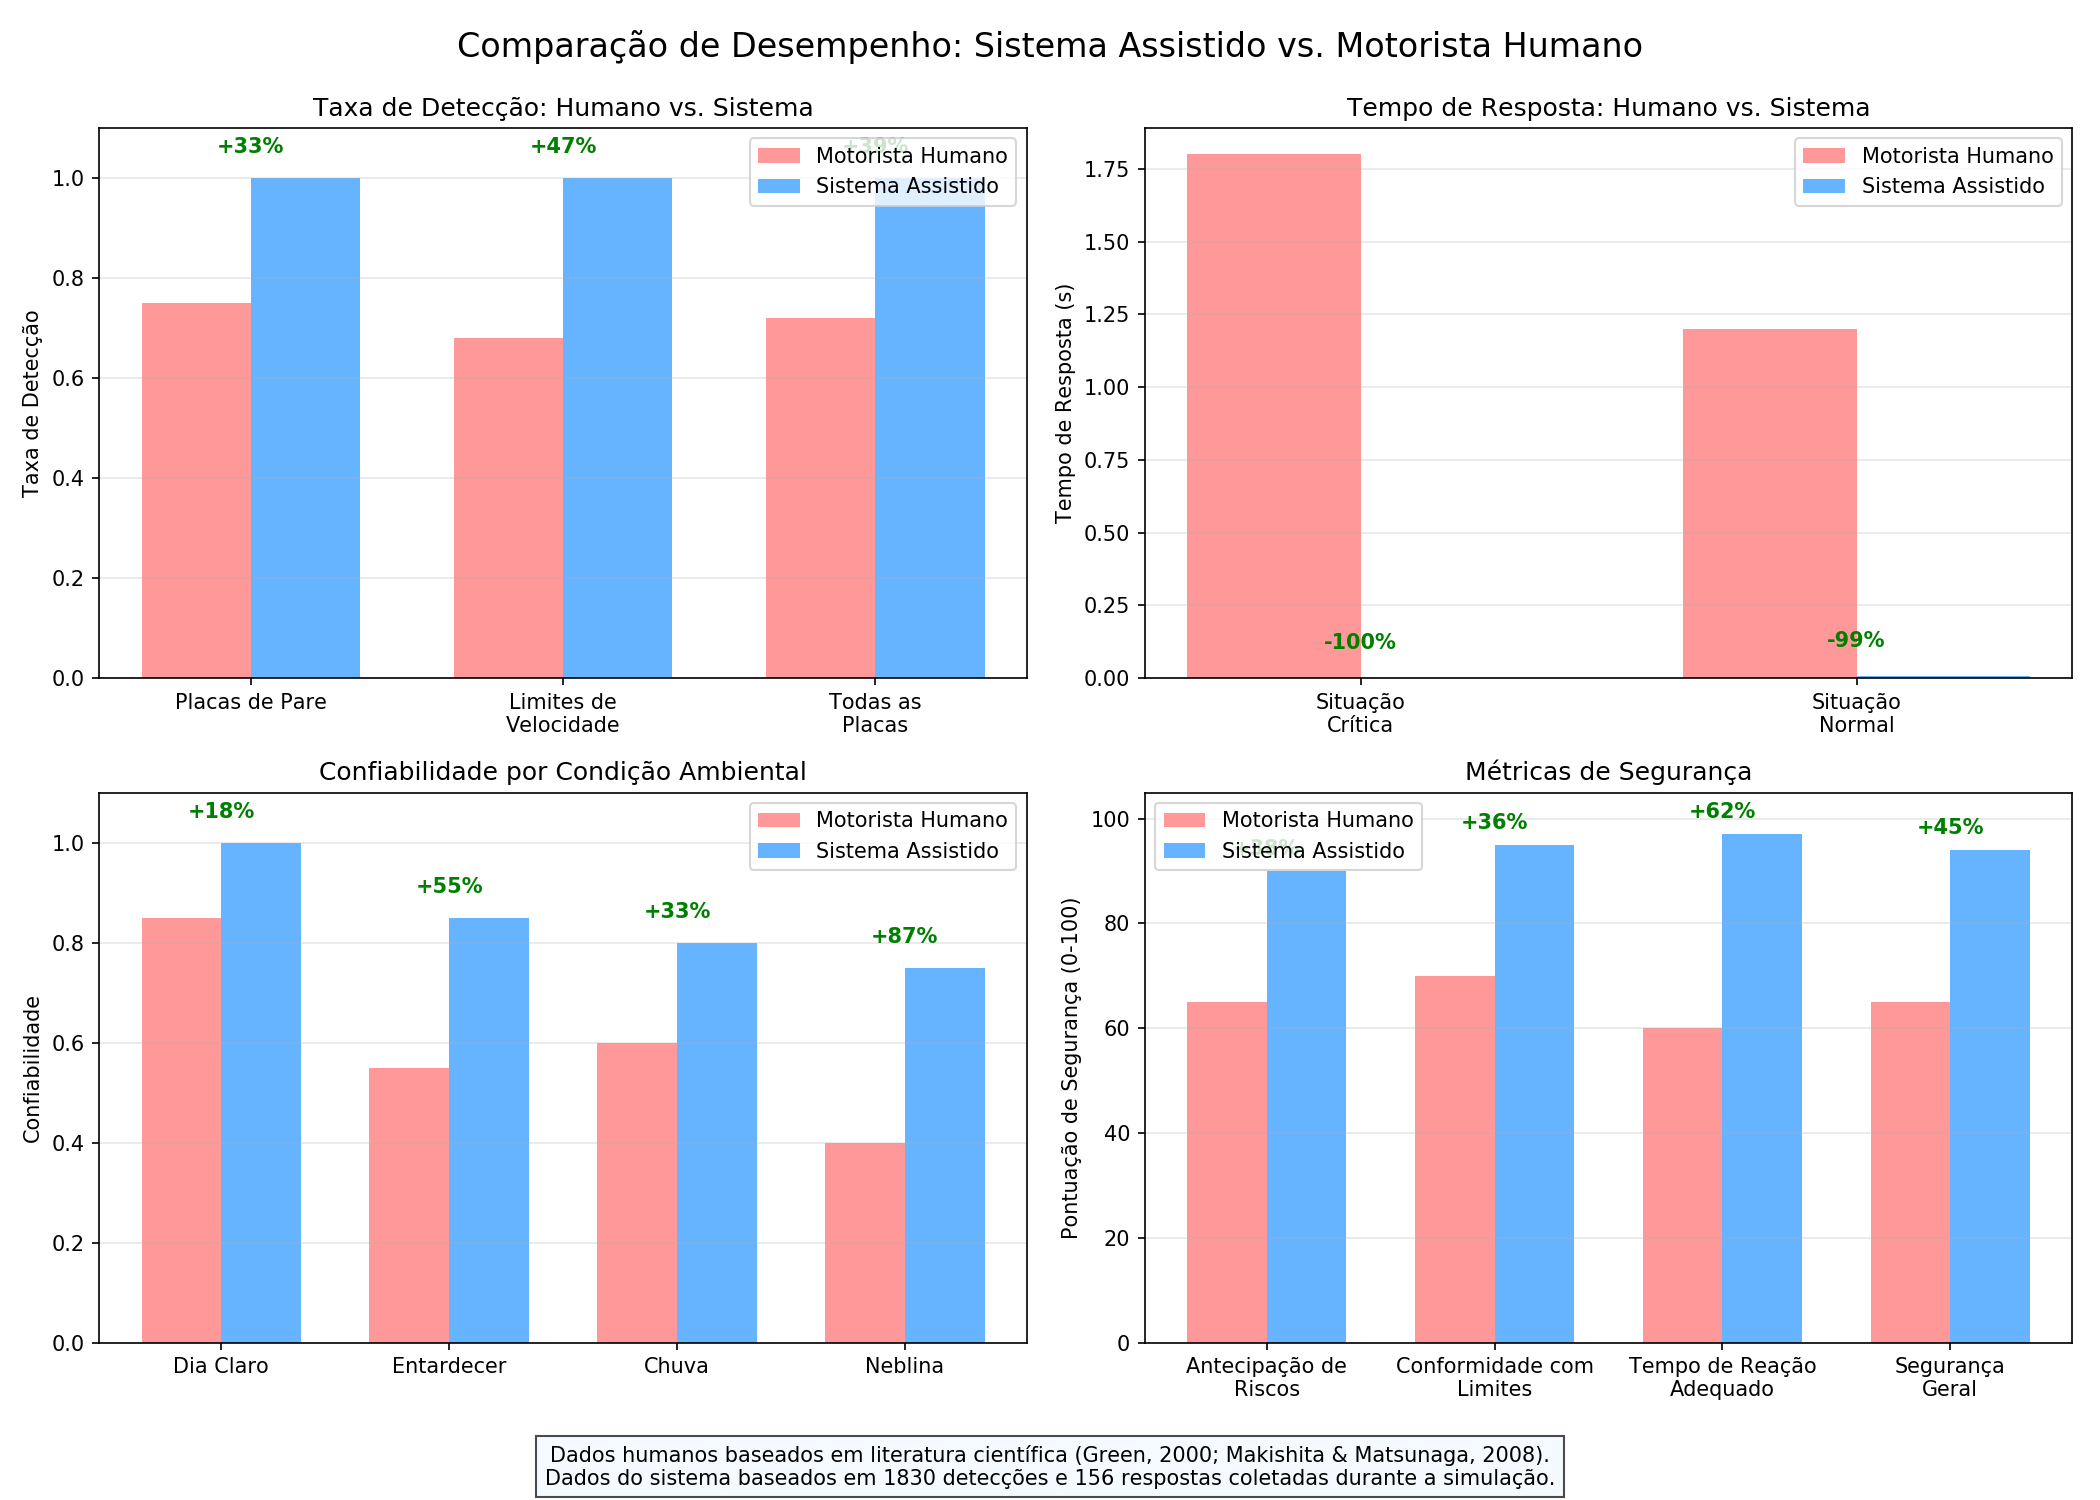 Comparação de Desempenho: Sistema Assistido vs. Motorista Humano
Taxa de Detecção: Humano vs. Sistema
+33%
+47%
+39%
Motorista Humano
Sistema Assistido
Taxa de Detecção
1.0
0.8
0.6
0.4
0.2
0.0
Placas de Pare
Limites de
Velocidade
Todas as
Placas
Tempo de Resposta: Humano vs. Sistema
Motorista Humano
Sistema Assistido
Tempo de Resposta (s)
1.75
1.50
1.25
1.00
0.75
0.50
0.25
0.00
-100%
-99%
Situação
Crítica
Situação
Normal
Confiabilidade por Condição Ambiental
+18%
+55%
+33%
+87%
Motorista Humano
Sistema Assistido
Confiabilidade
1.0
0.8
0.6
0.4
0.2
0.0
Dia Claro
Entardecer
Chuva
Neblina
Métricas de Segurança
Motorista Humano
Sistema Assistido
+36%
+62%
+45%
Pontuação de Segurança (0-100)
100
80
60
40
20
0
Antecipação de
Riscos
Conformidade com
Limites
Tempo de Reação
Adequado
Segurança
Geral
Dados humanos baseados em literatura científica (Green, 2000; Makishita & Matsunaga, 2008).
Dados do sistema baseados em 1830 detecções e 156 respostas coletadas durante a simulação.